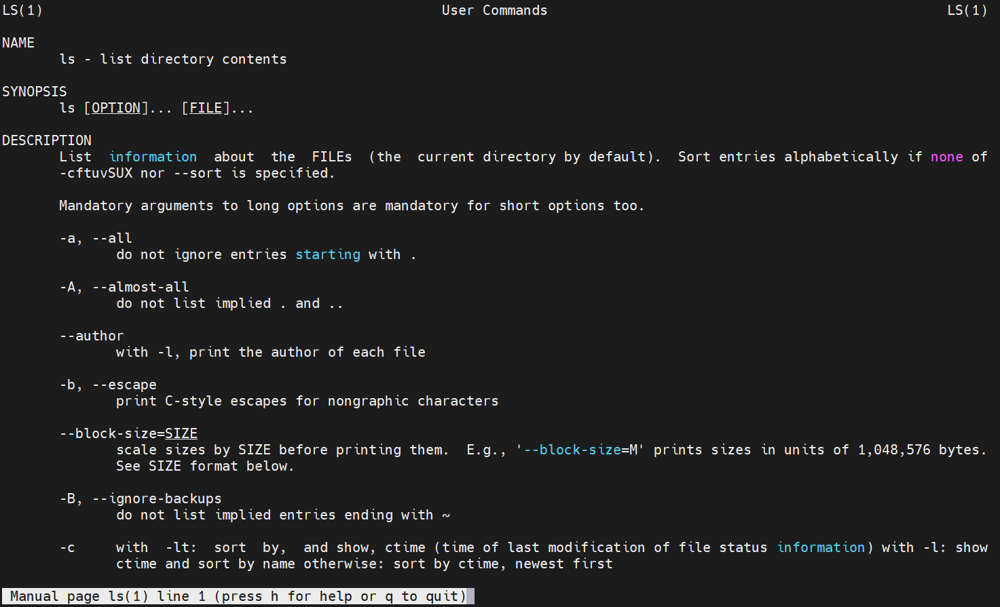 LS(1) User Commands LS(1)
NAME
ls - list directory contents
SYNOPSIS
ls [OPTION]... [FILE]...
DESCRIPTION
List information about the FILEs (the current directory by default). Sort entries alphabetically if none of
-cftuvSUX nor --sort is specified.
Mandatory arguments to long options are mandatory for short options too.
-a, --all
do not ignore entries starting with .
-A, --almost-all
do not list implied . and ..
--author
with -l, print the author of each file
-b, --escape
print C-style escapes for nongraphic characters
--block-size=SIZE
scale sizes by SIZE before printing them. E.g., '--block-size=M' prints sizes in units of 1,048,576 bytes.
See SIZE format below.
-B, --ignore-backups
do not list implied entries ending with ~
-c with -lt: sort by, and show, ctime (time of last modification of file status information) with -l: show
ctime and sort by name otherwise: sort by ctime, newest first
Manual page ls(1) line 1 (press h for help or q to quit)